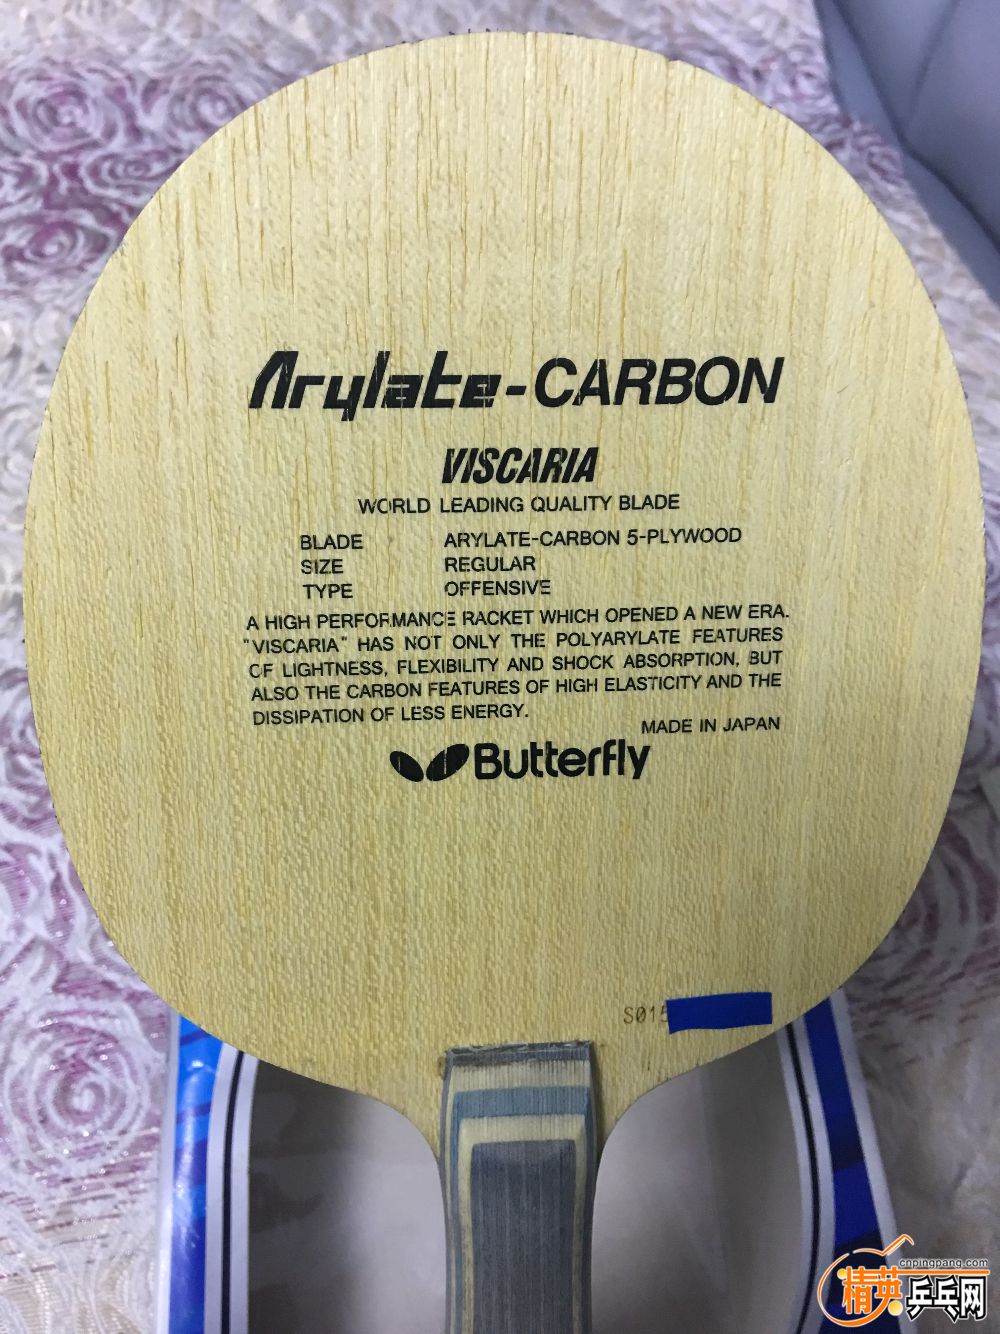 Arylate-CARBON
VISCARIA
WORLD LEADING QUALITY BLADE
BLADE ARYLATE-CARBON 5-PLYWOOD
SIZE REGULAR
TYPE OFFENSIVE
A HIGH PERFORMANCE RACKET WHICH OPENED A NEW ERA.
"VISCARIA" HAS NOT ONLY THE POLYARYLATE FEATURES
OF LIGHTNESS, FLEXIBILITY AND SHOCK ABSORPTION, BUT
ALSO THE CARBON FEATURES OF HIGH ELASTICITY AND THE
DISSIPATION OF LESS ENERGY.
MADE IN JAPAN
Butterfly
S015
cnpingpang.com
精英乒乓网